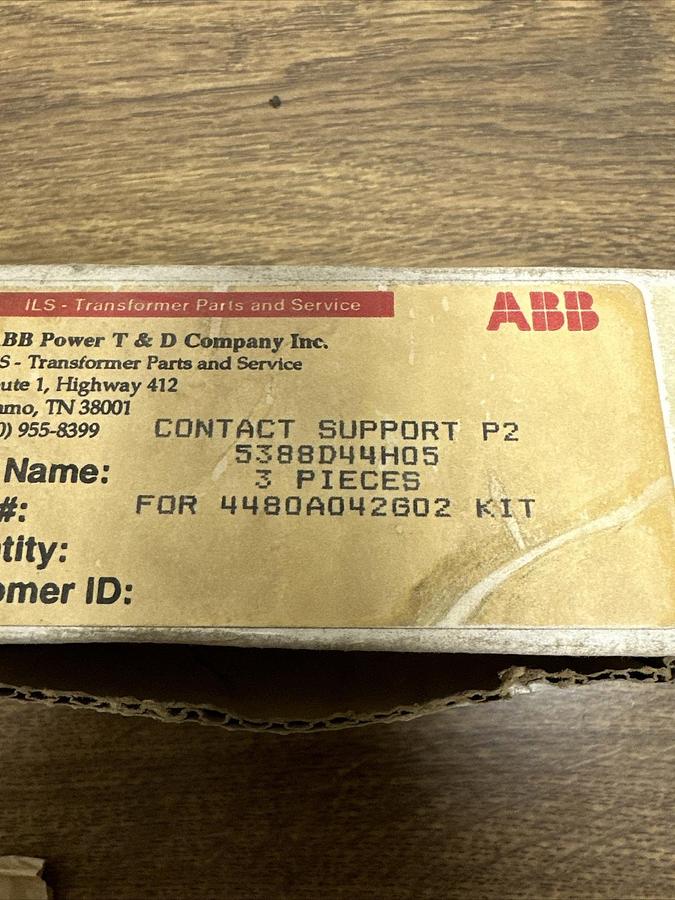 ILS - Transformer Parts and Service
ABB
BB Power T & D Company Inc.
S - Transformer Parts and Service
ute 1, Highway 412
mo, TN 38001
0) 955-8399
CONTACT SUPPORT P2
5388D44H05
Name:
3 PIECES
#:
FOR 4480A042G02 KIT
tity:
omer ID: